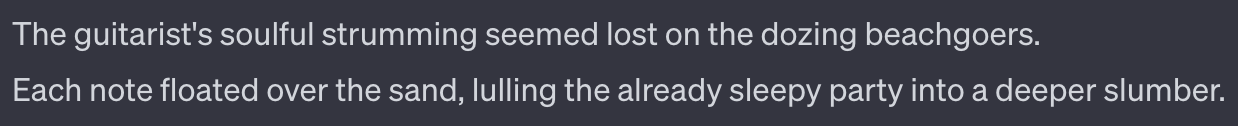 The guitarist's soulful strumming seemed lost on the dozing beachgoers.
Each note floated over the sand, lulling the already sleepy party into a deeper slumber.